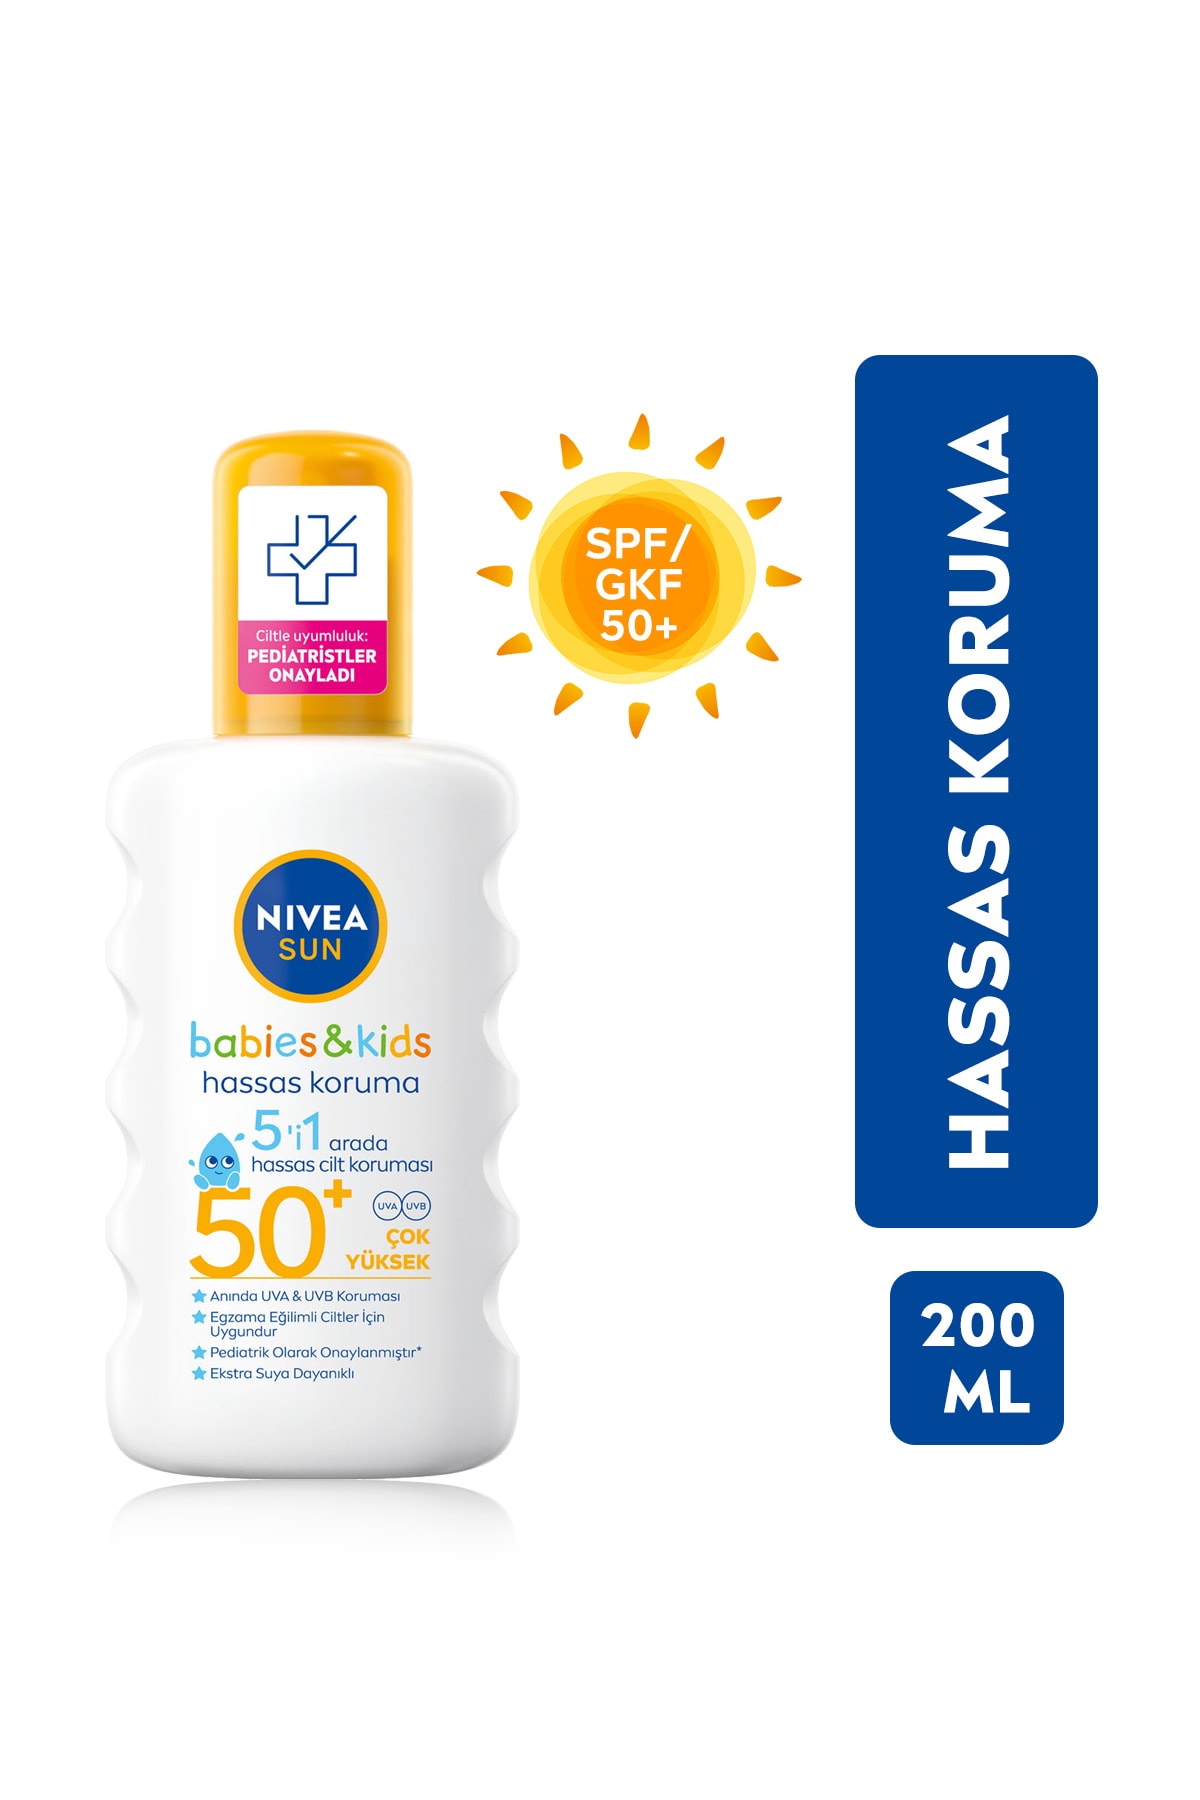 Ciltle uyumluluk:
PEDİATRİSTLER
ONAYLADI
NIVEA
SUN
babies&kids
hassas koruma
5'i1 arada
hassas cilt koruması
50+
UVA UVB
ÇOK
YÜKSEK
Anında UVA & UVB Koruması
Egzama Eğilimli Ciltler İçin
Uygundur
Pediatrik Olarak Onaylanmıştır*
Ekstra Suya Dayanıklı
SPF/
GKF
50+
HASSAS KORUMA
200
ML